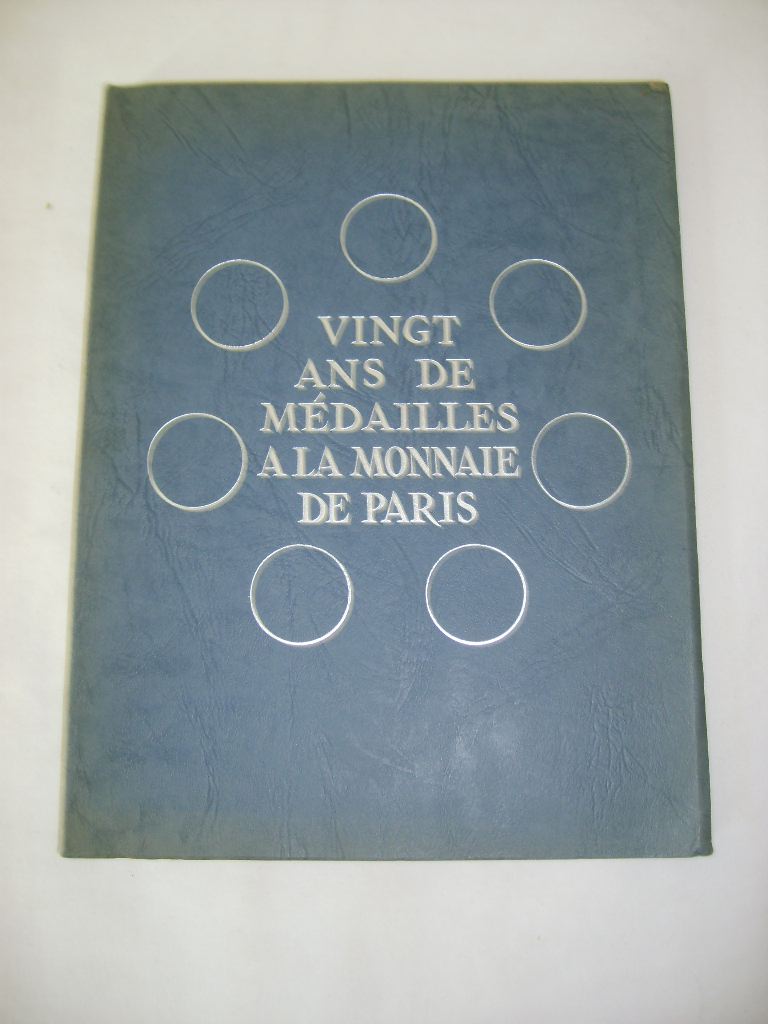 VINGT
ANS DE
MÉDAILLES
A LA MONNAIE
DE PARIS